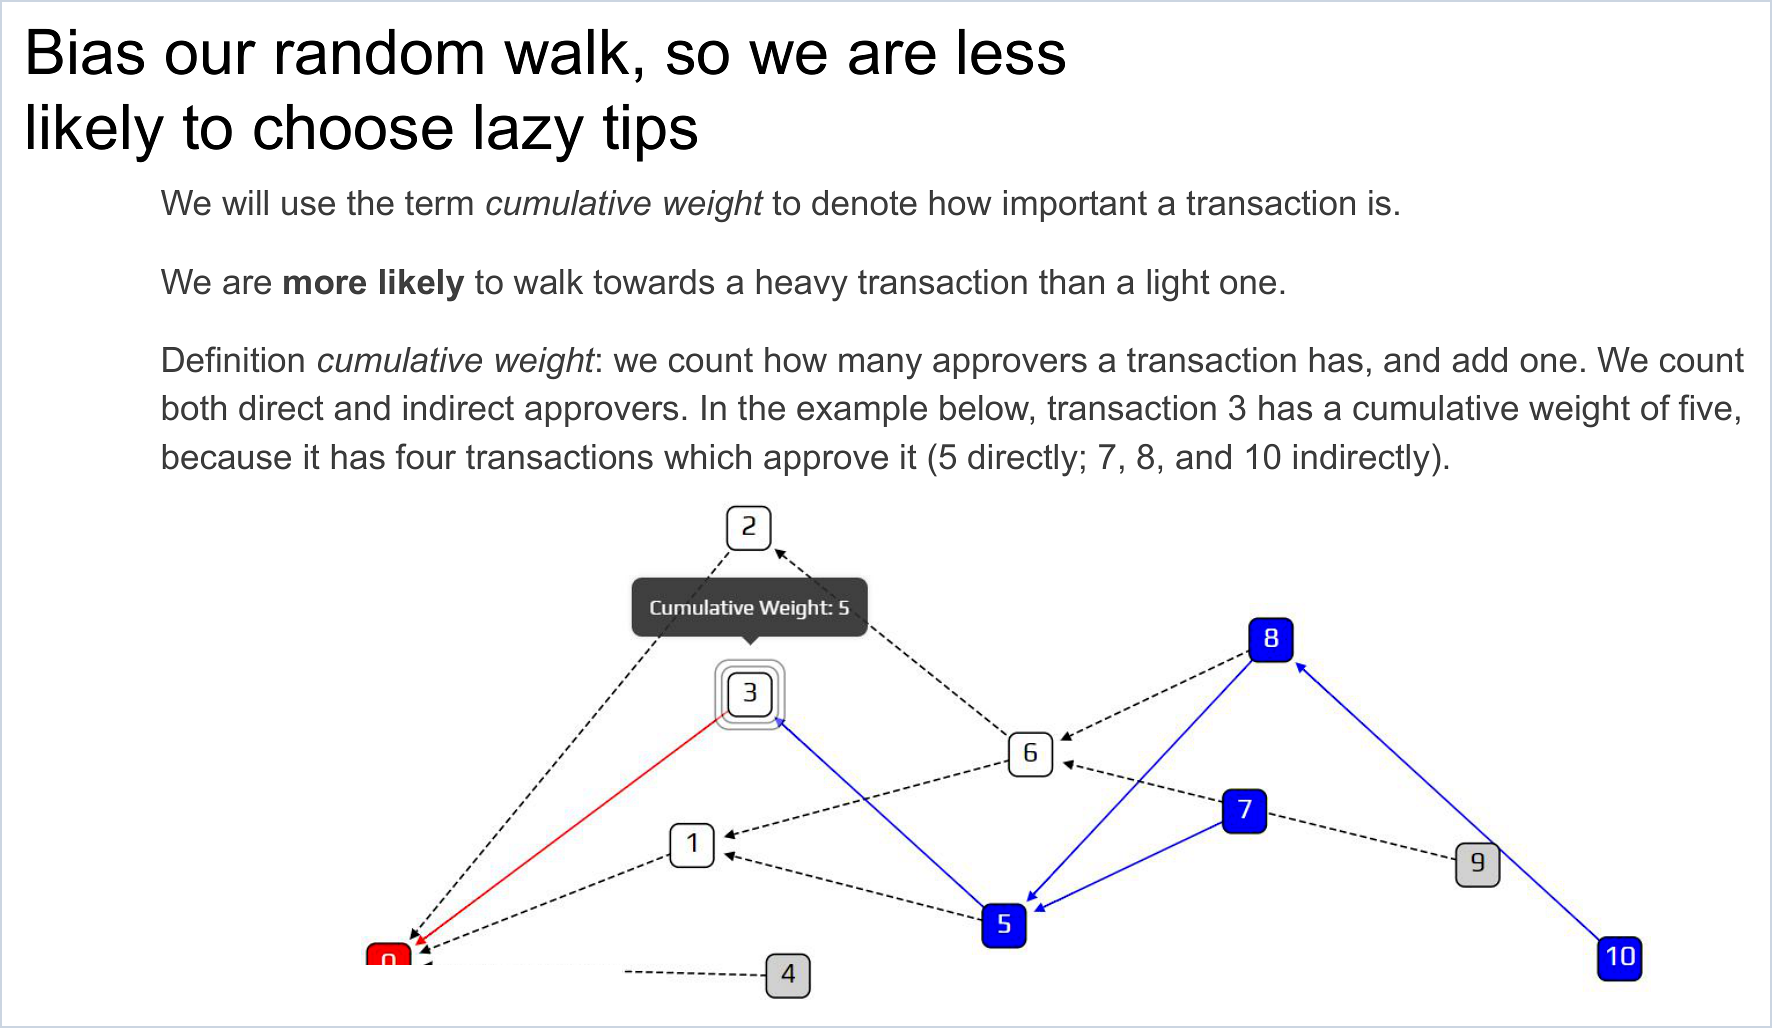 Bias our random walk, so we are less
likely to choose lazy tips
We will use the term cumulative weight to denote how important a transaction is.
We are more likely to walk towards a heavy transaction than a light one.
Definition cumulative weight: we count how many approvers a transaction has, and add one. We count
both direct and indirect approvers. In the example below, transaction 3 has a cumulative weight of five,
because it has four transactions which approve it (5 directly; 7, 8, and 10 indirectly).
2
Cumulative Weight: 5
8
3
6
7
1
9
5
10
0
4